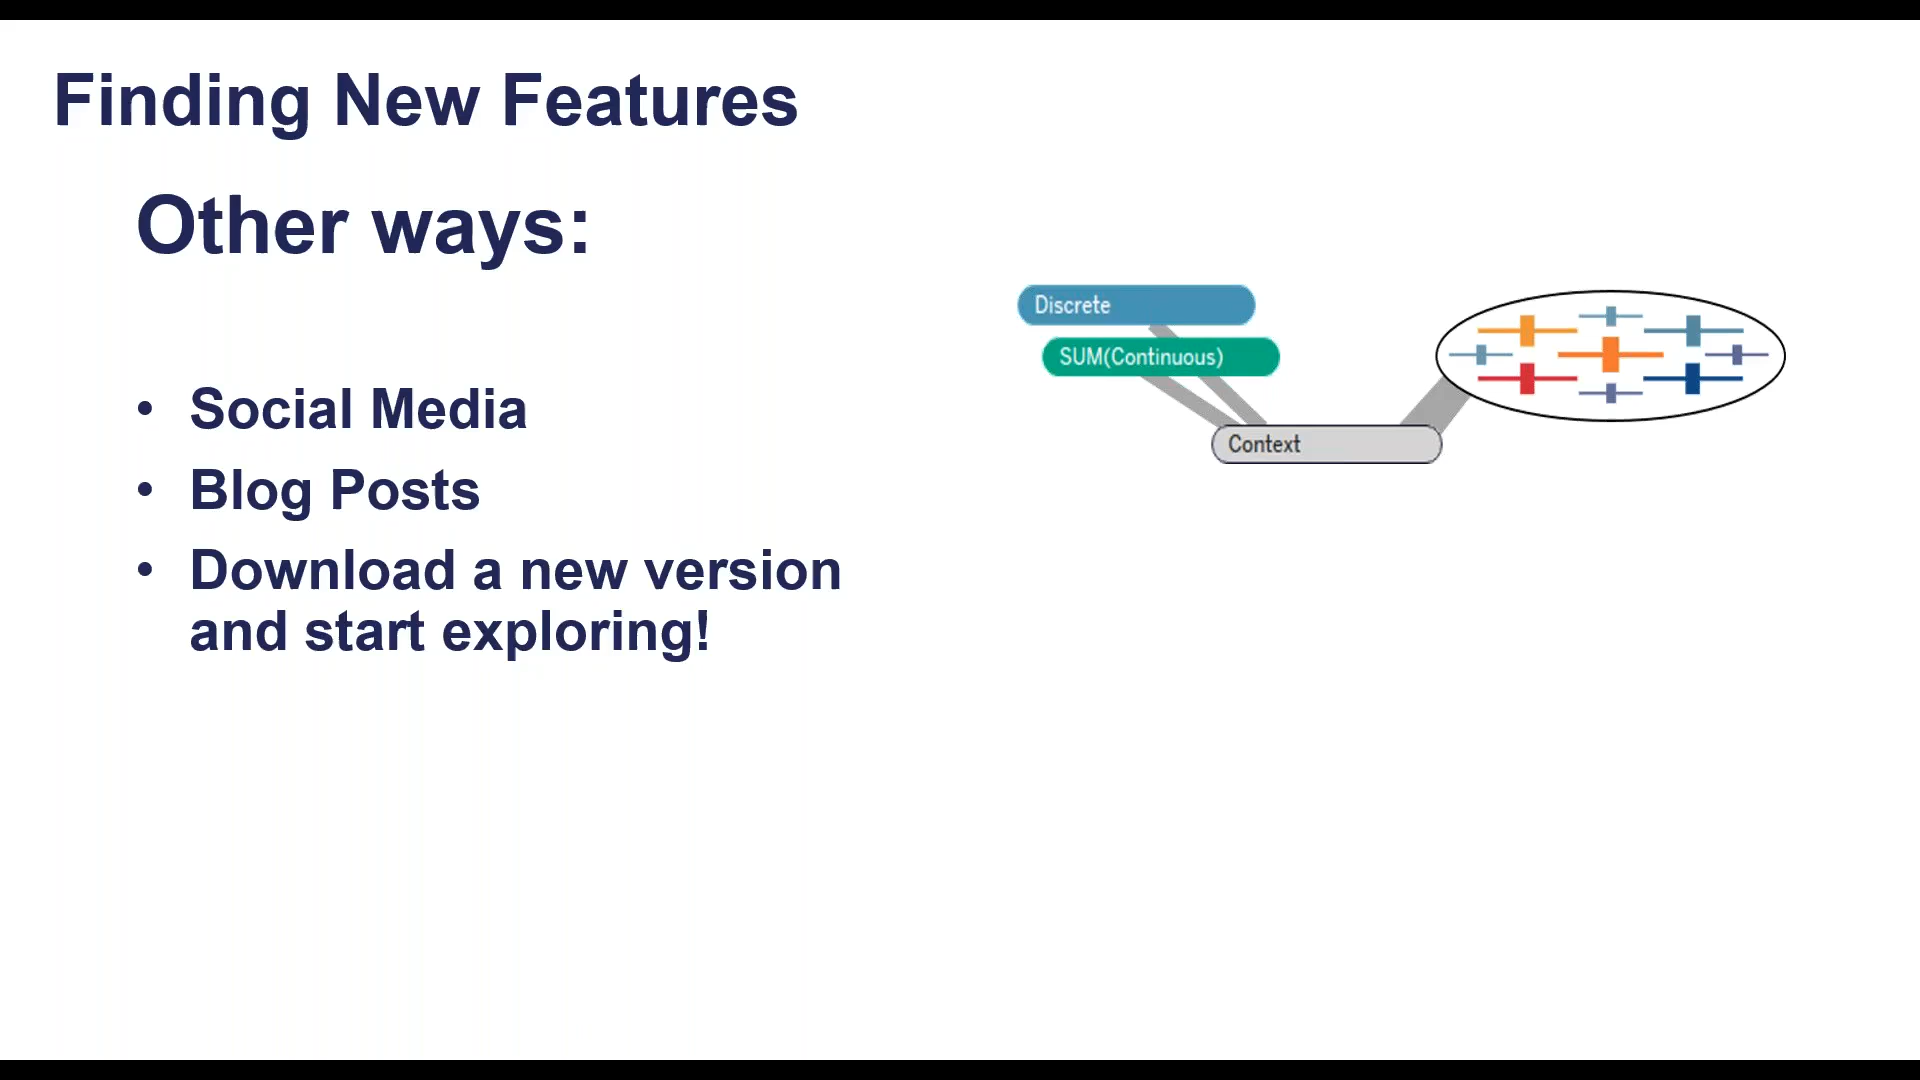 Finding New Features
Other ways:
• Social Media
• Blog Posts
• Download a new version
and start exploring!
Discrete
SUM(Continuous)
Context